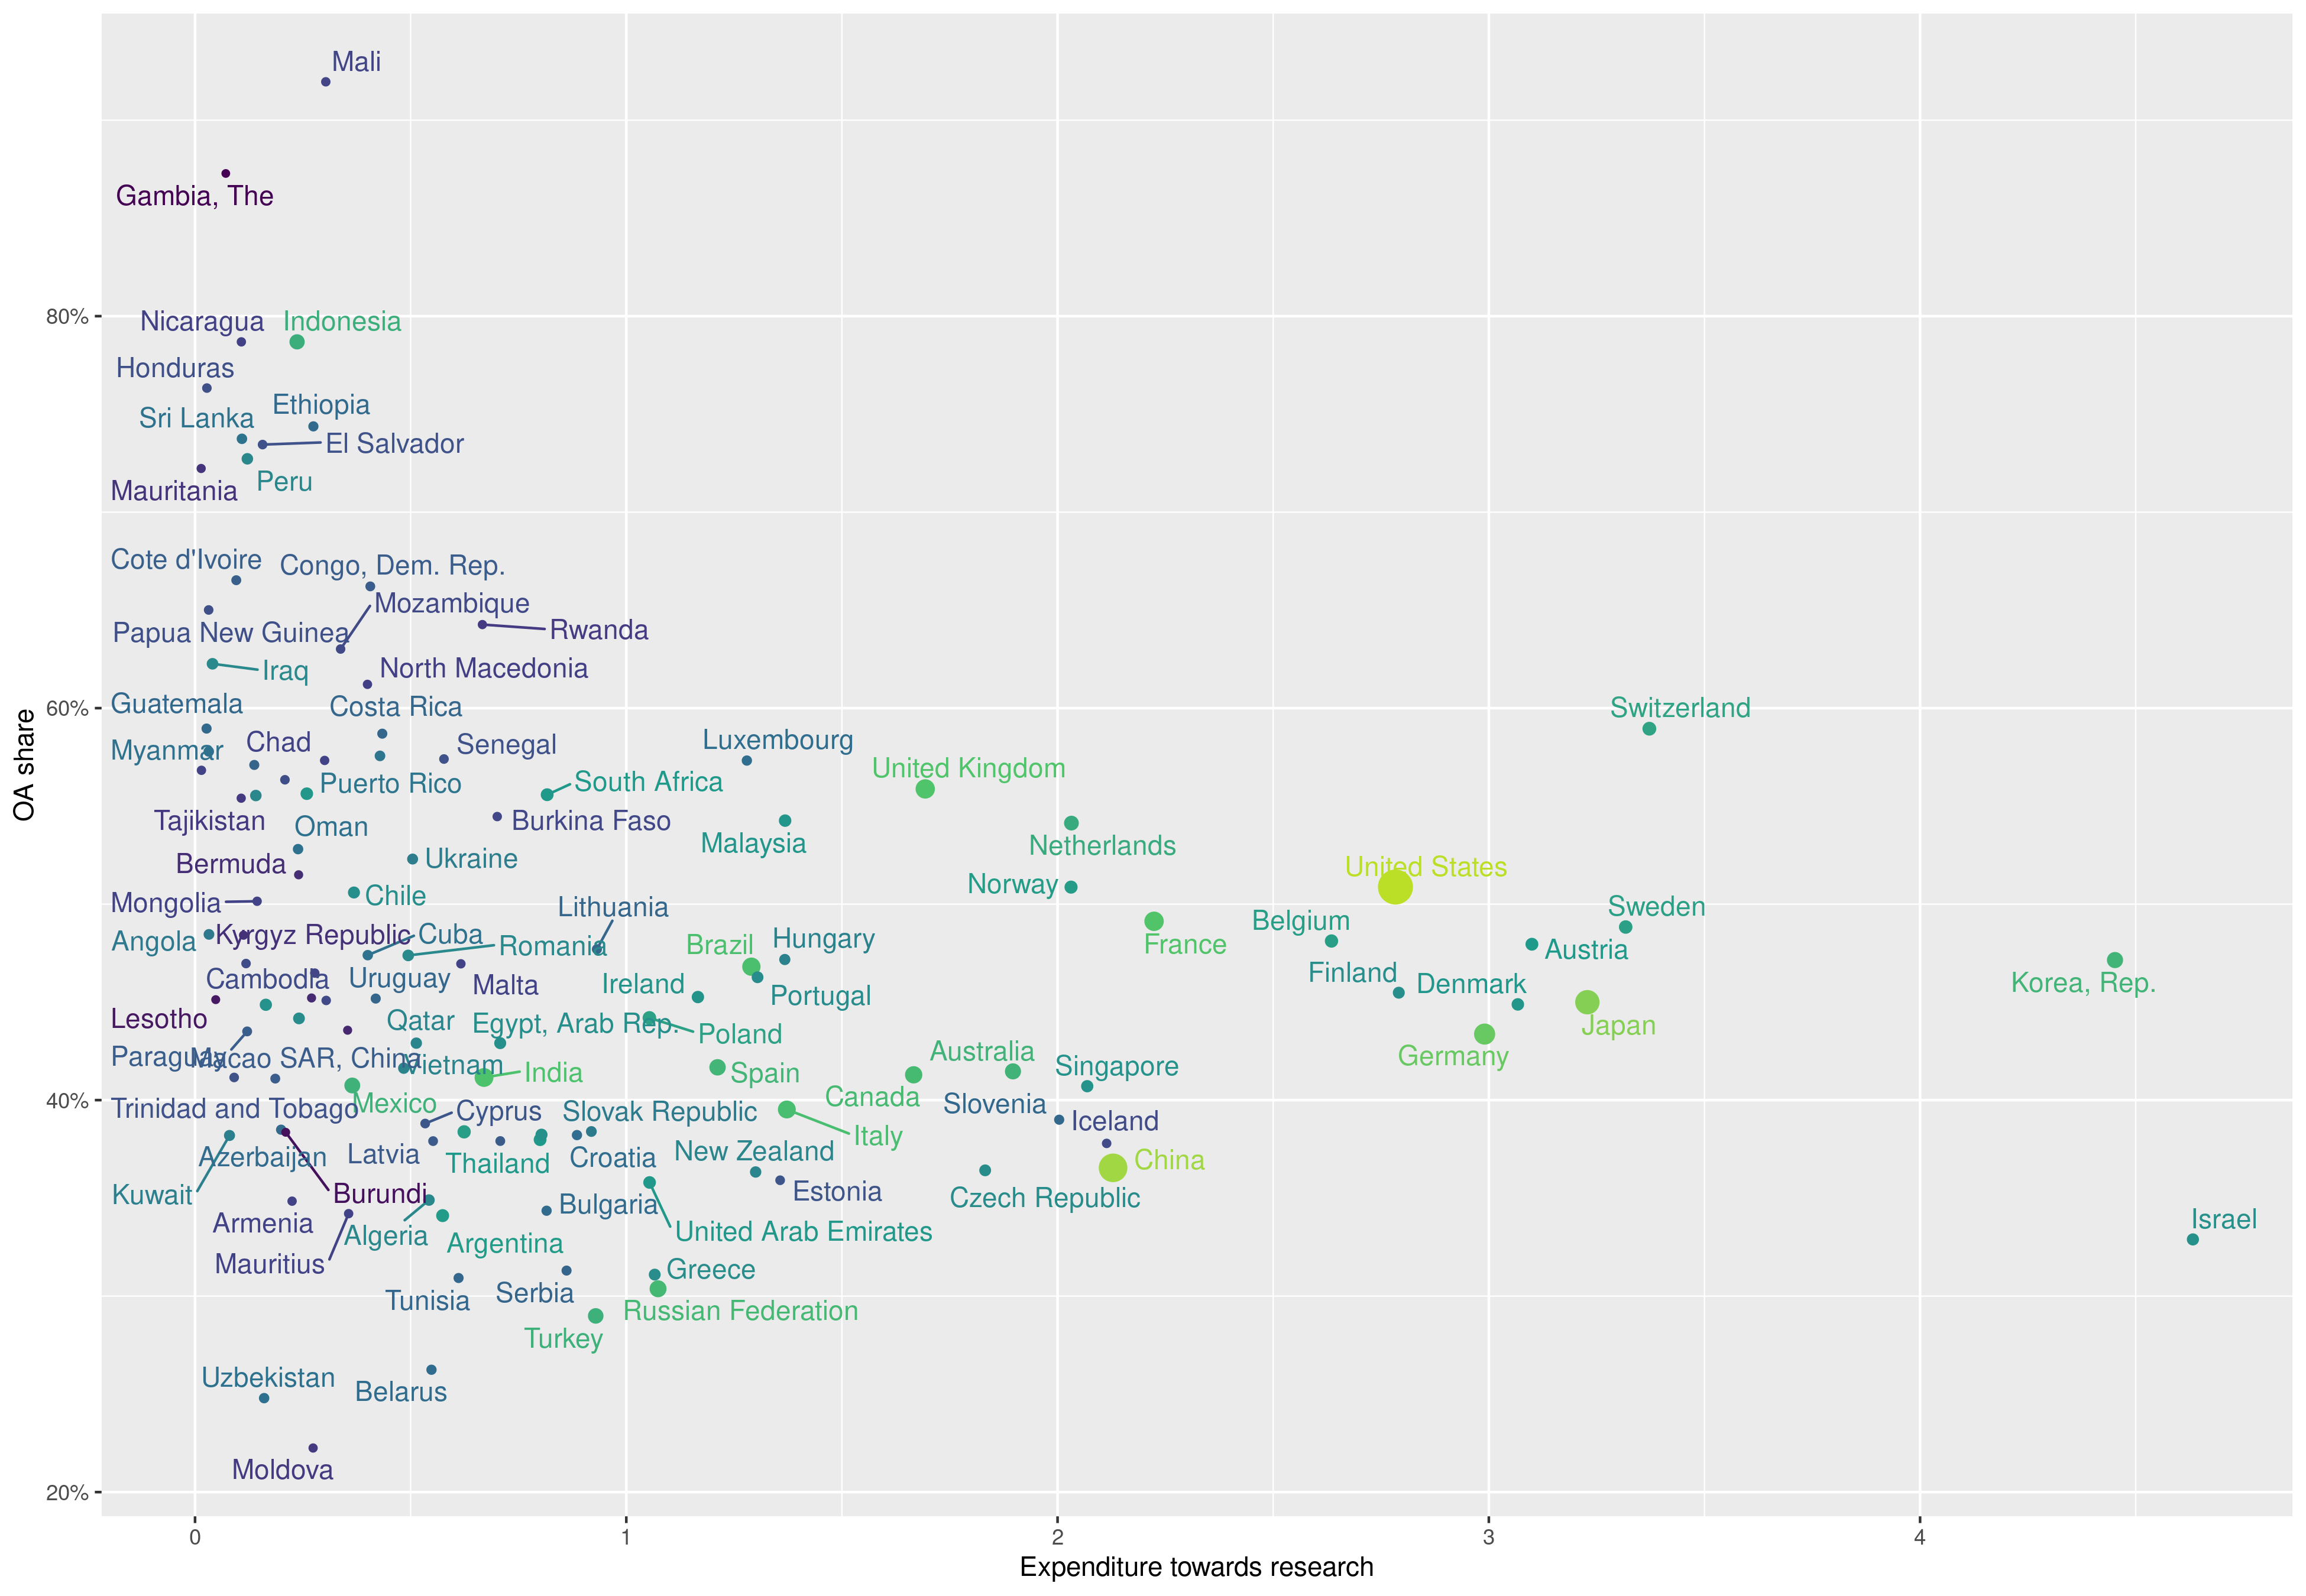 Mali
Gambia, The
80%
Nicaragua
Indonesia
Honduras
Ethiopia
Sri Lanka
El Salvador
Peru
Mauritania
Cote d'Ivoire
Congo, Dem. Rep.
Mozambique
Papua New Guinea
Rwanda
Iraq
North Macedonia
Guatemala
Costa Rica
60%
Switzerland
Myanmar
Chad
Senegal
Luxembourg
United Kingdom
Puerto Rico
South Africa
Tajikistan
Oman
Burkina Faso
Malaysia
Netherlands
Bermuda
Ukraine
United States
Chile
Norway
Mongolia
Lithuania
Sweden
Angola
Kyrgyz Republic
Cuba
Romania
Brazil
Hungary
Belgium
France
Austria
Cambodia
Uruguay
Malta
Ireland
Portugal
Finland
Denmark
Korea, Rep.
Lesotho
Qatar
Egypt, Arab Rep.
Poland
Japan
Paraguay
Macao SAR, China
Vietnam
India
Spain
Australia
Singapore
Germany
40%
Mexico
Canada
Trinidad and Tobago
Cyprus
Slovak Republic
Slovenia
Iceland
Italy
Azerbaijan
Latvia
Thailand
Croatia
New Zealand
China
Kuwait
Burundi
Bulgaria
Estonia
Czech Republic
Armenia
Algeria
Argentina
United Arab Emirates
Israel
Mauritius
Greece
Tunisia
Serbia
Russian Federation
Turkey
Uzbekistan
Belarus
Moldova
20%
0
1
2
3
4
Expenditure towards research
OA share